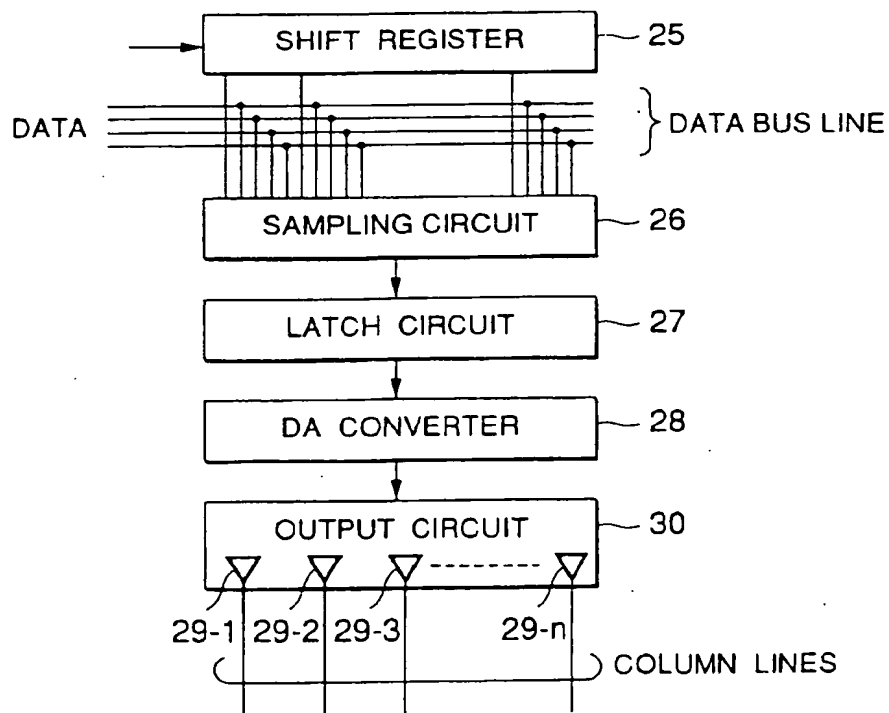 SHIFT REGISTER
25
DATA
DATA BUS LINE
SAMPLING CIRCUIT
26
LATCH CIRCUIT
27
DA CONVERTER
28
OUTPUT CIRCUIT
30
29-1 29-2 29-3 29-n
COLUMN LINES